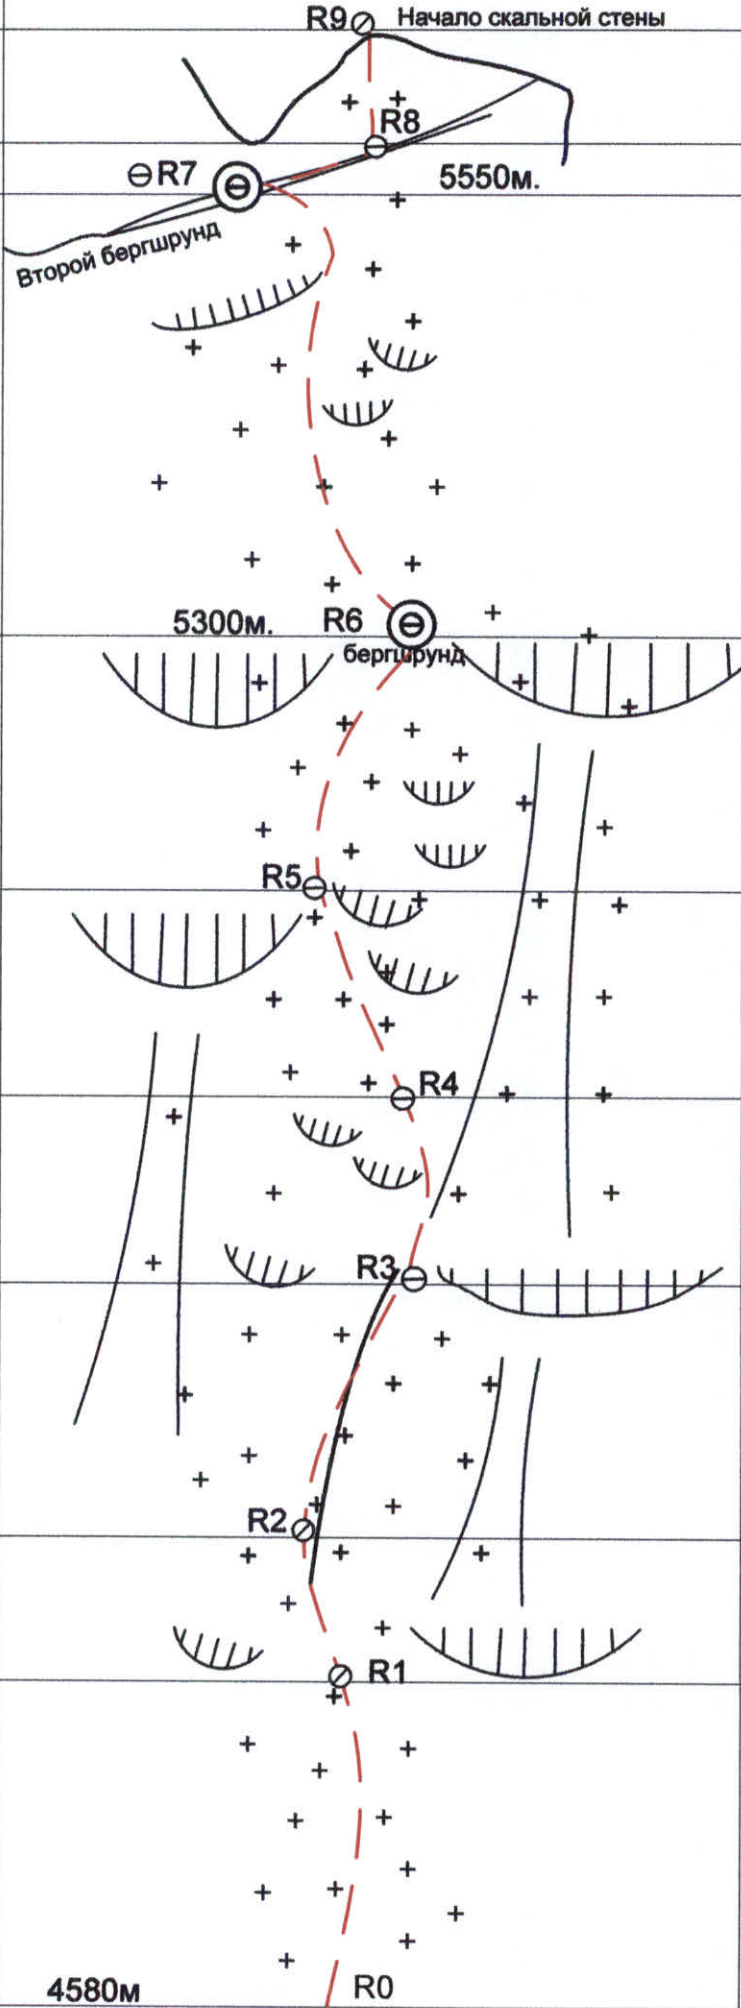 R9 Начало скальной стены
R8
R7
5550м.
Второй бергшрунд
5300м. R6
бергшрунд
R5
R4
R3
R2
R1
4580м R0